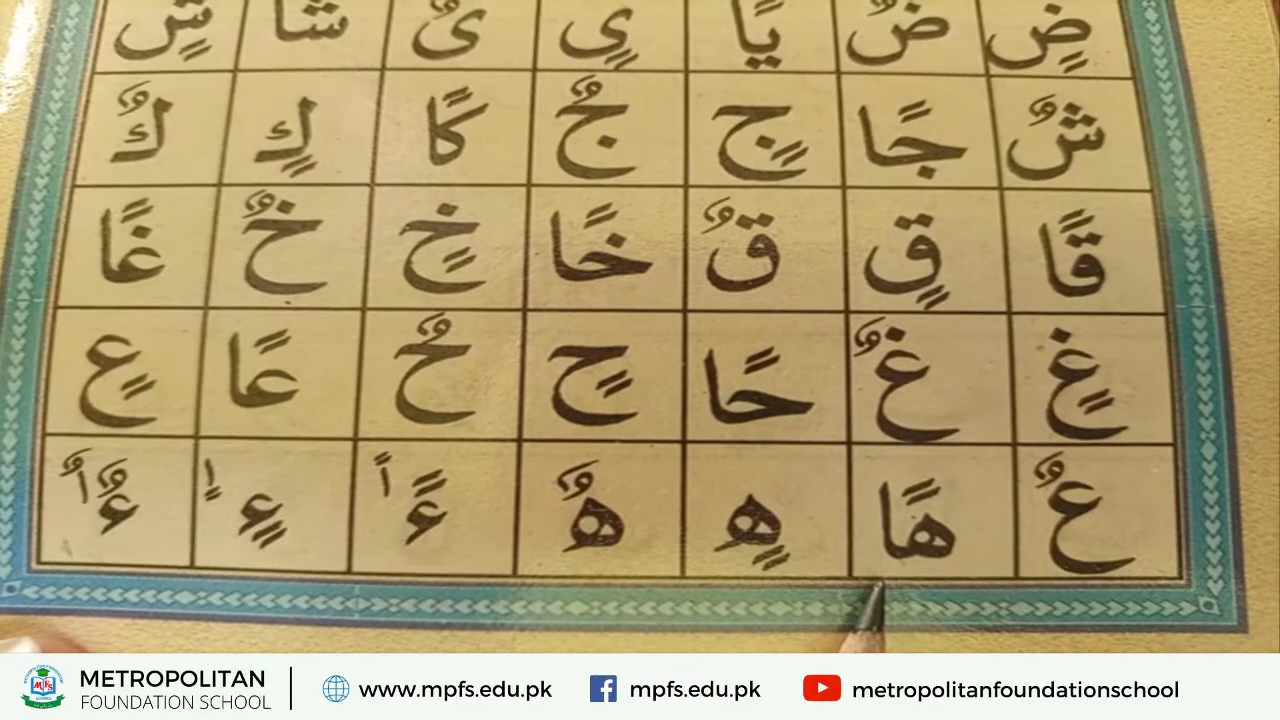 ضٍ ضٌ یًا یٍ یٌ شًا شٍ
شٌ جًا جٍ جٌ كًا كٍ كٌ
قًا قٍ قٌ خًا خٍ خٌ غًا
غٍ غٌ حًا حٍ حٌ عًا عٍ
عٌ هًا هٍ هٌ ءً اً ءٍ اٍ ءٌ اٌ
METROPOLITAN
FOUNDATION SCHOOL
www.mpfs.edu.pk
mpfs.edu.pk
metropolitanfoundationschool